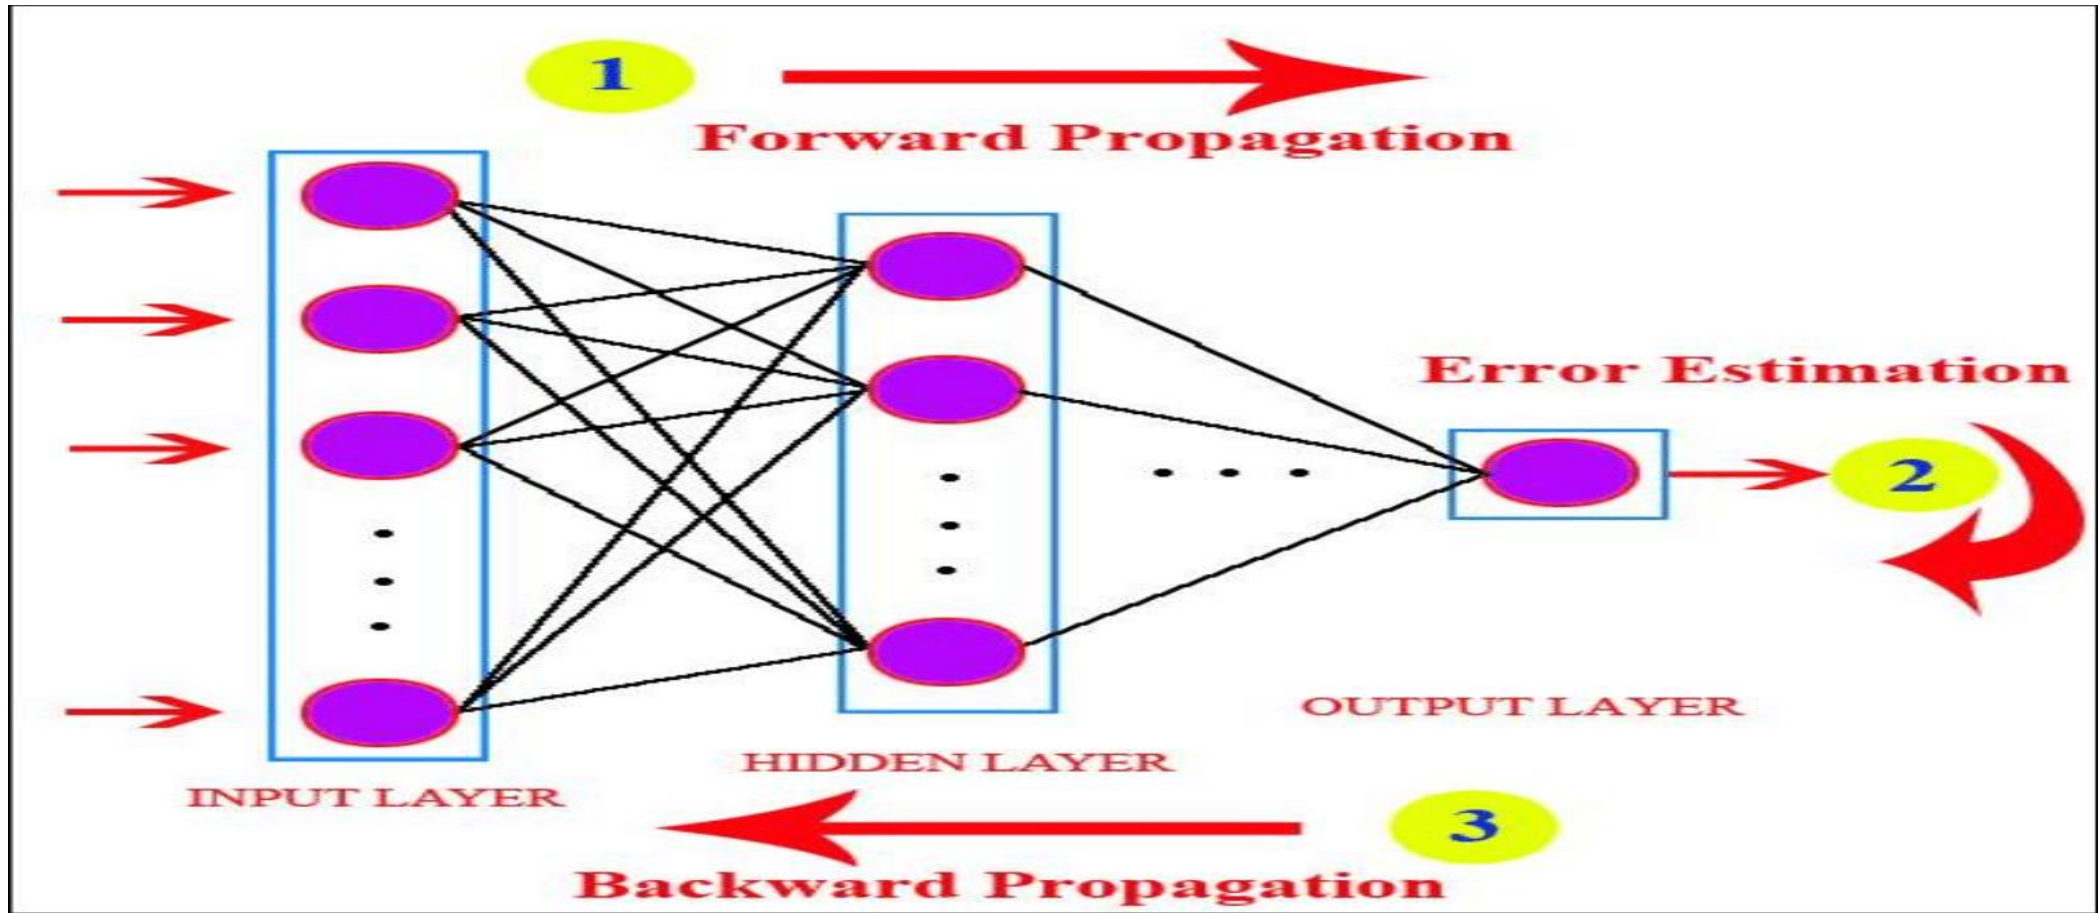 1
Forward Propagation
Error Estimation
2
OUTPUT LAYER
HIDDEN LAYER
INPUT LAYER
3
Backward Propagation